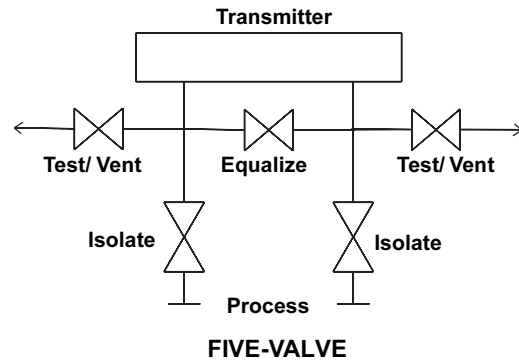 Transmitter
Test/ Vent
Equalize
Test/ Vent
Isolate
Isolate
Process
FIVE-VALVE